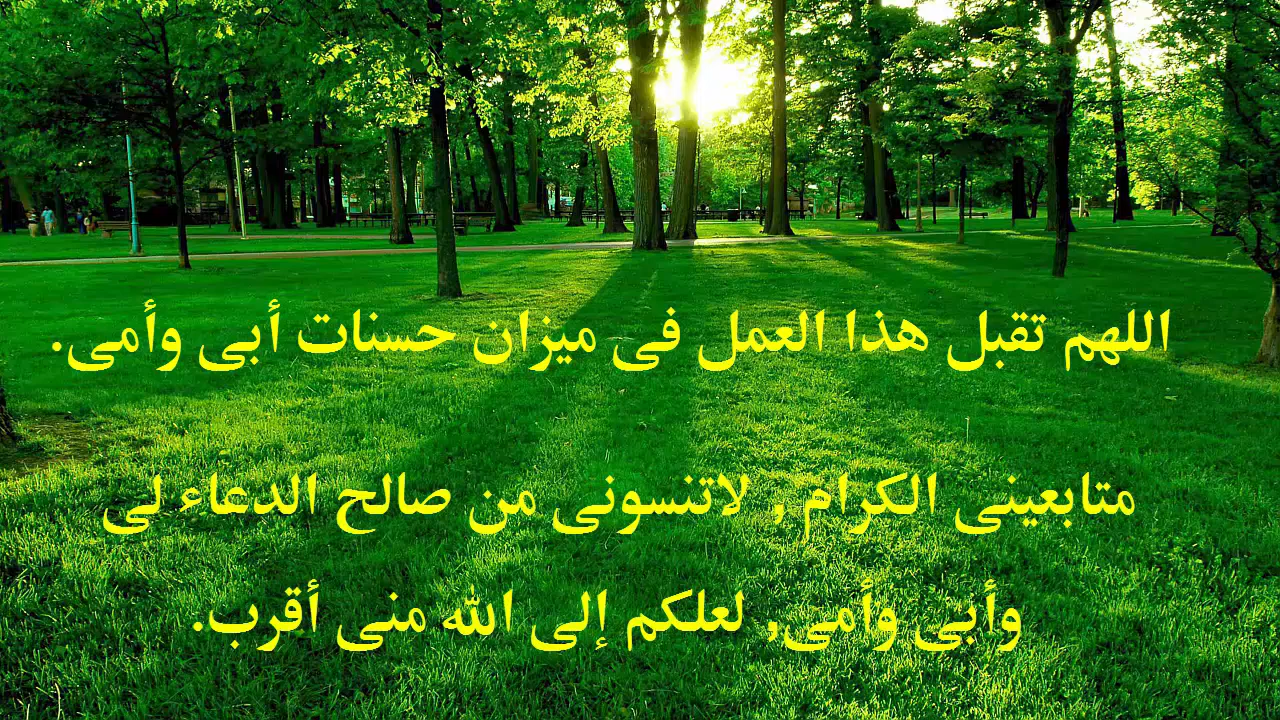 اللهم تقبل هذا العمل فى ميزان حسنات أبى وأمى.
متابعينى الكرام, لاتنسونى من صالح الدعاء لى
وأبى وأمى, لعلكم إلى الله منى أقرب.